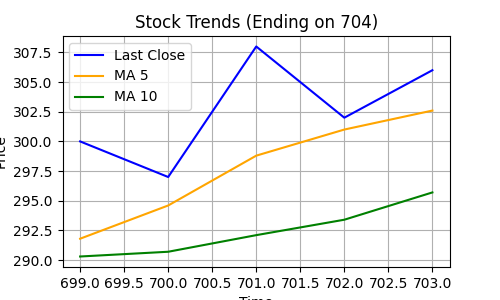 Stock Trends (Ending on 704)
Last Close
MA 5
MA 10
307.5
305.0
302.5
300.0
297.5
295.0
292.5
290.0
Price
699.0 699.5 700.0 700.5 701.0 701.5 702.0 702.5 703.0
Time